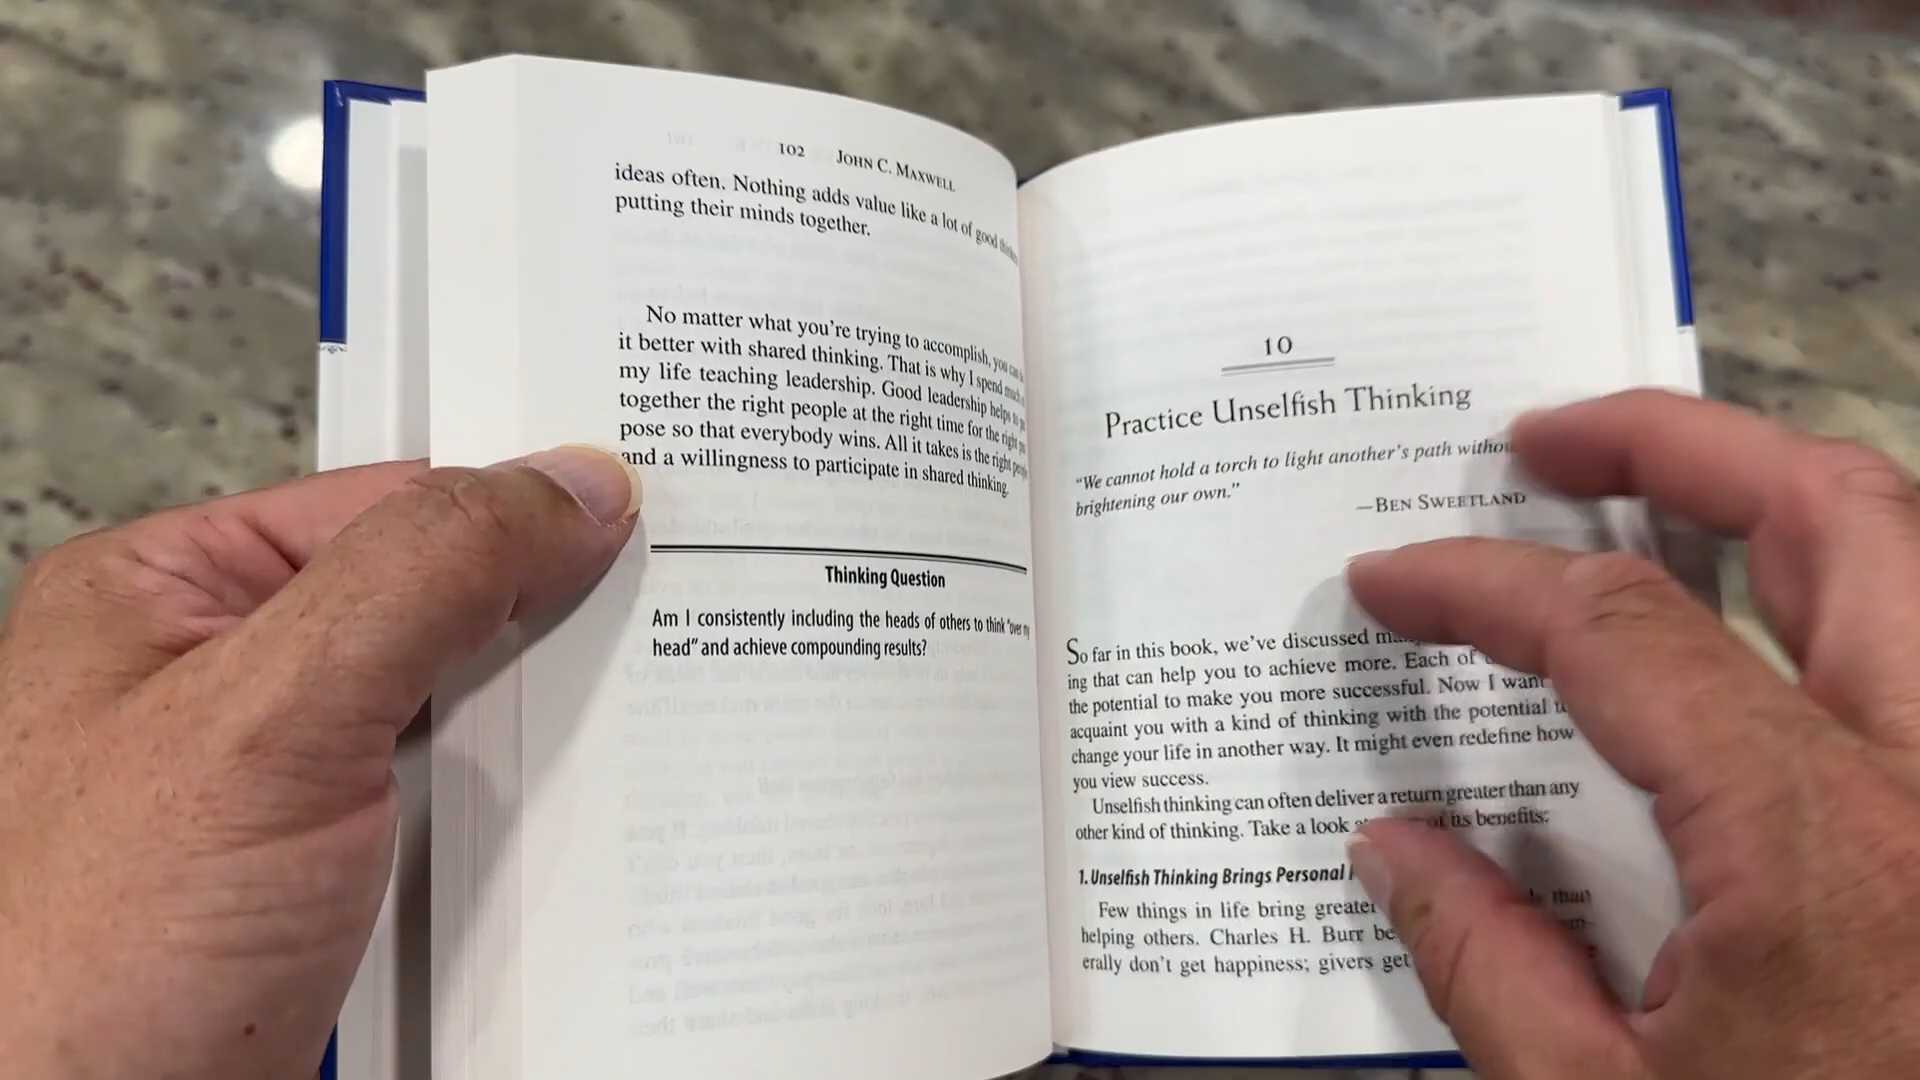 102 JOHN C. MAXWELL
ideas often. Nothing adds value like a lot of good
putting their minds together.
No matter what you're trying to accomplish, you can
it better with shared thinking. That is why I spend much
my life teaching leadership. Good leadership helps to
together the right people at the right time for the right
pose so that everybody wins. All it takes is the right
and a willingness to participate in shared thinking.
Thinking Question
Am I consistently including the heads of others to think "over my
head" and achieve compounding results?
10
Practice Unselfish Thinking
"We cannot hold a torch to light another's path
brightening our own."
—BEN SWEETLAND
So far in this book, we've discussed
ing that can help you to achieve more. Each of
the potential to make you more successful. Now I want
acquaint you with a kind of thinking with the potential
change your life in another way. It might even redefine how
you view success.
Unselfish thinking can often deliver a return greater than any
other kind of thinking. Take a look of its benefits:
1. Unselfish Thinking Brings Personal
Few things in life bring greater than
helping others. Charles H. Burr
erally don't get happiness; givers get